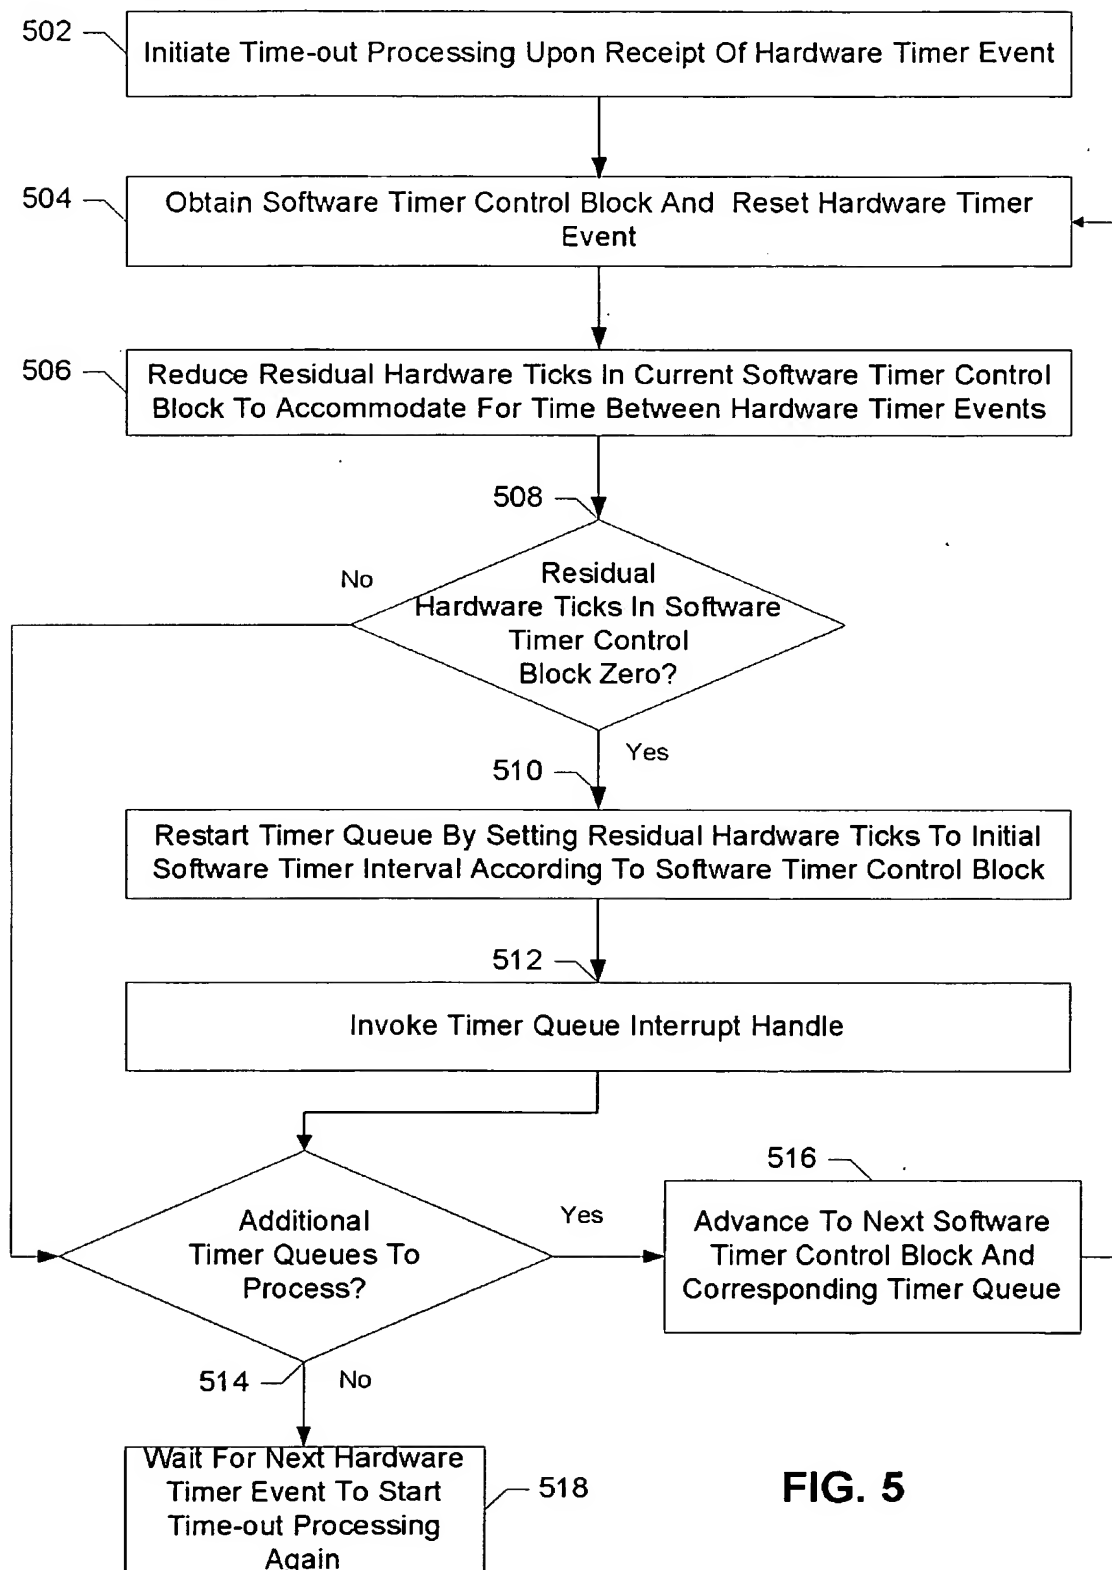 502
Initiate Time-out Processing Upon Receipt Of Hardware Timer Event
504
Obtain Software Timer Control Block And Reset Hardware Timer
Event
506
Reduce Residual Hardware Ticks In Current Software Timer Control
Block To Accommodate For Time Between Hardware Timer Events
508
No
Residual
Hardware Ticks In Software
Timer Control
Block Zero?
Yes
510
Restart Timer Queue By Setting Residual Hardware Ticks To Initial
Software Timer Interval According To Software Timer Control Block
512
Invoke Timer Queue Interrupt Handle
516
Additional
Timer Queues To
Process?
Yes
Advance To Next Software
Timer Control Block And
Corresponding Timer Queue
514
No
Wait For Next Hardware
Timer Event To Start
Time-out Processing
Again
518
FIG. 5